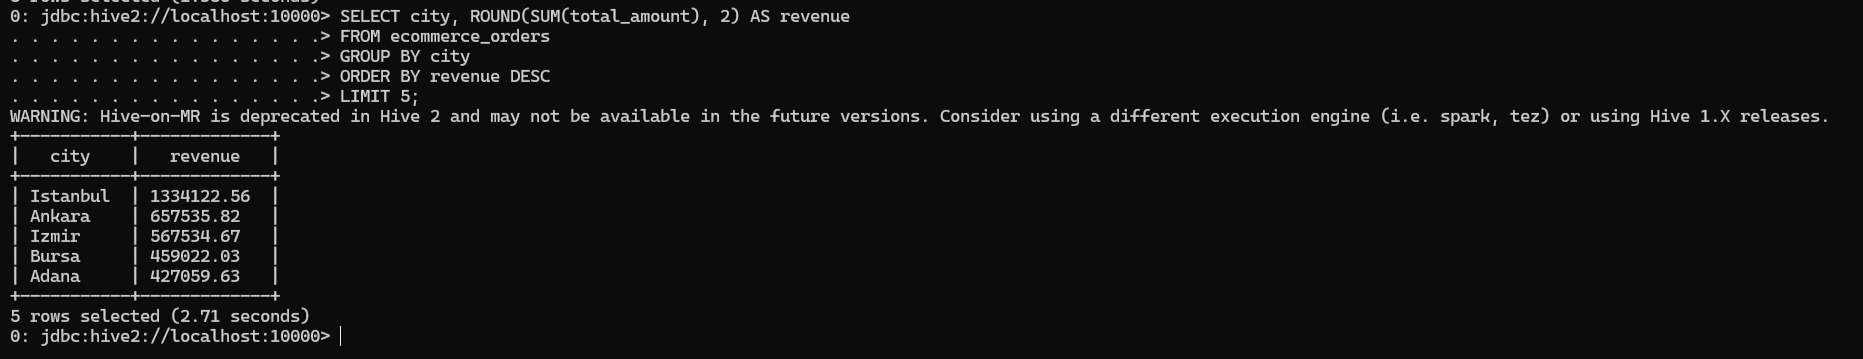 0: jdbc:hive2://localhost:10000> SELECT city, ROUND(SUM(total_amount), 2) AS revenue
. . . . . . . . . . . . . . . .> FROM ecommerce_orders
. . . . . . . . . . . . . . . .> GROUP BY city
. . . . . . . . . . . . . . . .> ORDER BY revenue DESC
. . . . . . . . . . . . . . . .> LIMIT 5;
WARNING: Hive-on-MR is deprecated in Hive 2 and may not be available in the future versions. Consider using a different execution engine (i.e. spark, tez) or using Hive 1.X releases.
+-----------+-------------+
|   city    |   revenue   |
+-----------+-------------+
| Istanbul  | 1334122.56  |
| Ankara    | 657535.82   |
| Izmir     | 567534.67   |
| Bursa     | 459022.03   |
| Adana     | 427059.63   |
+-----------+-------------+
5 rows selected (2.71 seconds)
0: jdbc:hive2://localhost:10000>